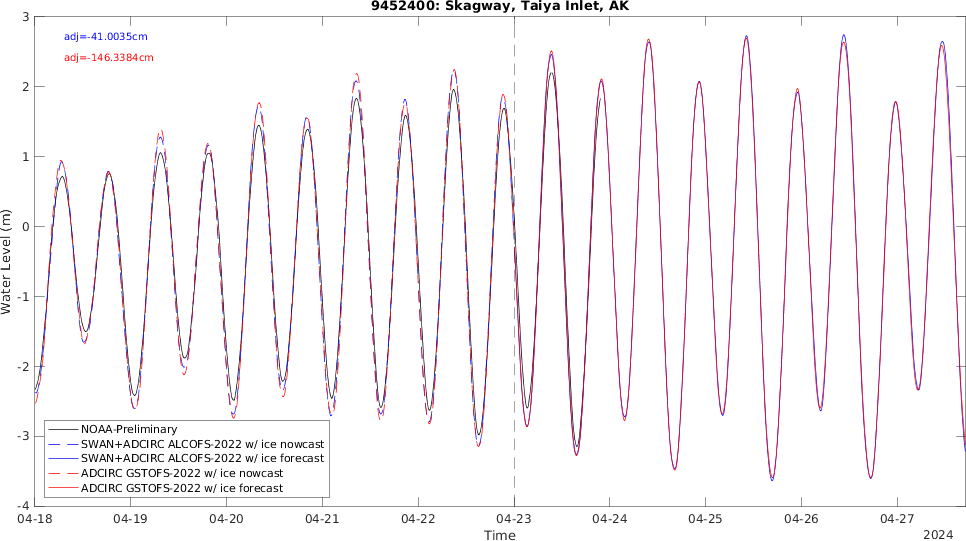 9452400: Skagway, Taiya Inlet, AK
3
adj=-41.0035cm
adj=-146.3384cm
2
1
0
Water Level (m)
-1
-2
-3
-4
NOAA-Preliminary
SWAN+ADCIRC ALCOFS-2022 w/ ice nowcast
SWAN+ADCIRC ALCOFS-2022 w/ ice forecast
ADCIRC GSTOFS-2022 w/ ice nowcast
ADCIRC GSTOFS-2022 w/ ice forecast
04-18 04-19 04-20 04-21 04-22 04-23 04-24 04-25 04-26 04-27
Time
2024